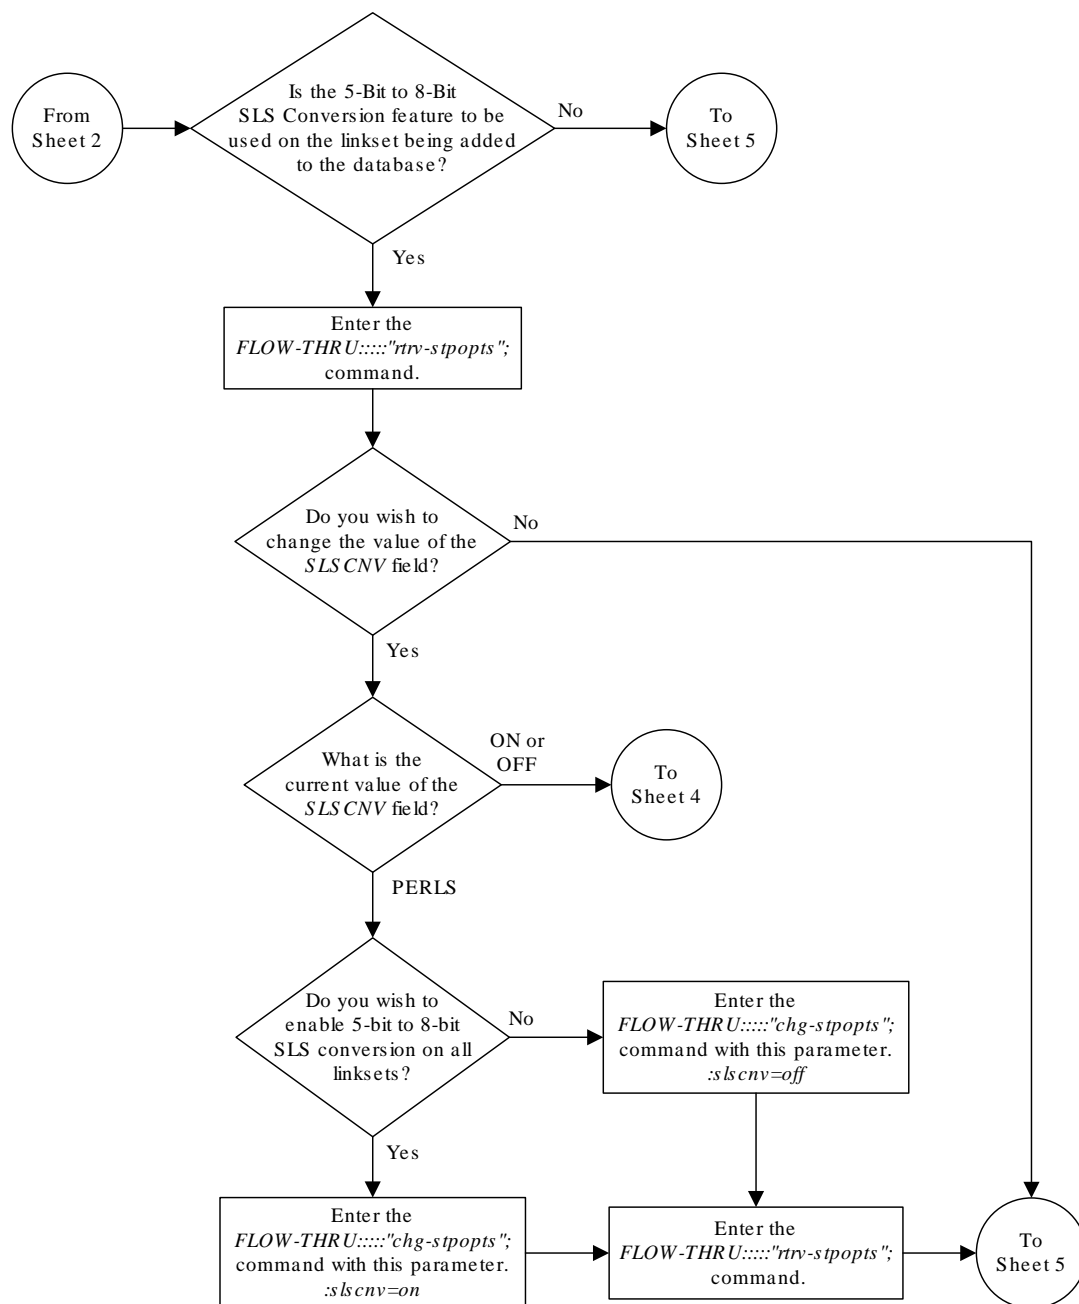 From
Sheet 2
Is the 5-Bit to 8-Bit
SLS Conversion feature to be
used on the linkset being added
to the database?
No
To
Sheet 5
Yes
Enter the
FLOW-THRU:::::"rtrv-stpopts";
command.
Do you wish to
change the value of the
SLSCNV field?
No
Yes
What is the
current value of the
SLSCNV field?
ON or
OFF
To
Sheet 4
PERLS
Do you wish to
enable 5-bit to 8-bit
SLS conversion on all
linksets?
No
Enter the
FLOW-THRU:::::"chg-stpopts";
command with this parameter.
:slscnv=off
Yes
Enter the
FLOW-THRU:::::"chg-stpopts";
command with this parameter.
:slscnv=on
Enter the
FLOW-THRU:::::"rtrv-stpopts";
command.
To
Sheet 5